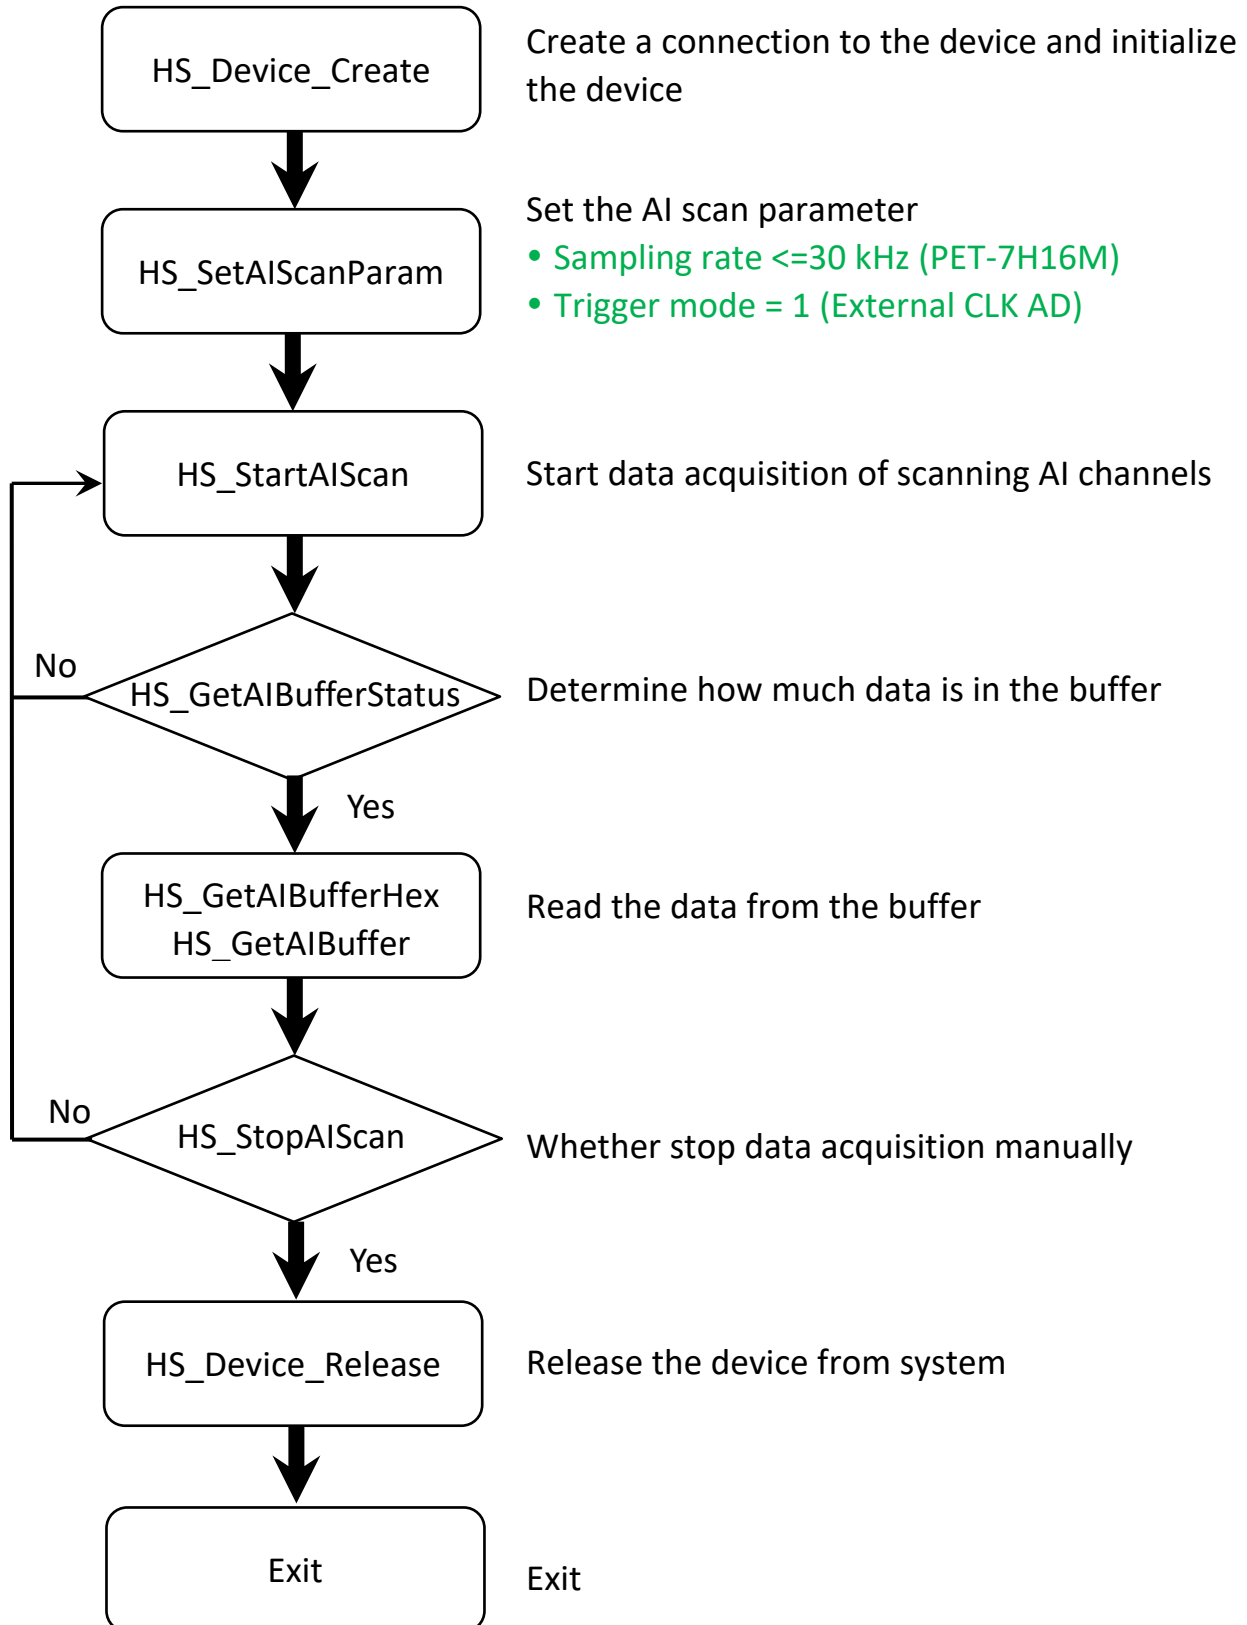 HS_Device_Create
Create a connection to the device and initialize
the device
HS_SetAIScanParam
Set the AI scan parameter
• Sampling rate <=30 kHz (PET-7H16M)
• Trigger mode = 1 (External CLK AD)
HS_StartAIScan
Start data acquisition of scanning AI channels
No
HS_GetAIBufferStatus
Determine how much data is in the buffer
Yes
HS_GetAIBufferHex
HS_GetAIBuffer
Read the data from the buffer
No
HS_StopAIScan
Whether stop data acquisition manually
Yes
HS_Device_Release
Release the device from system
Exit
Exit